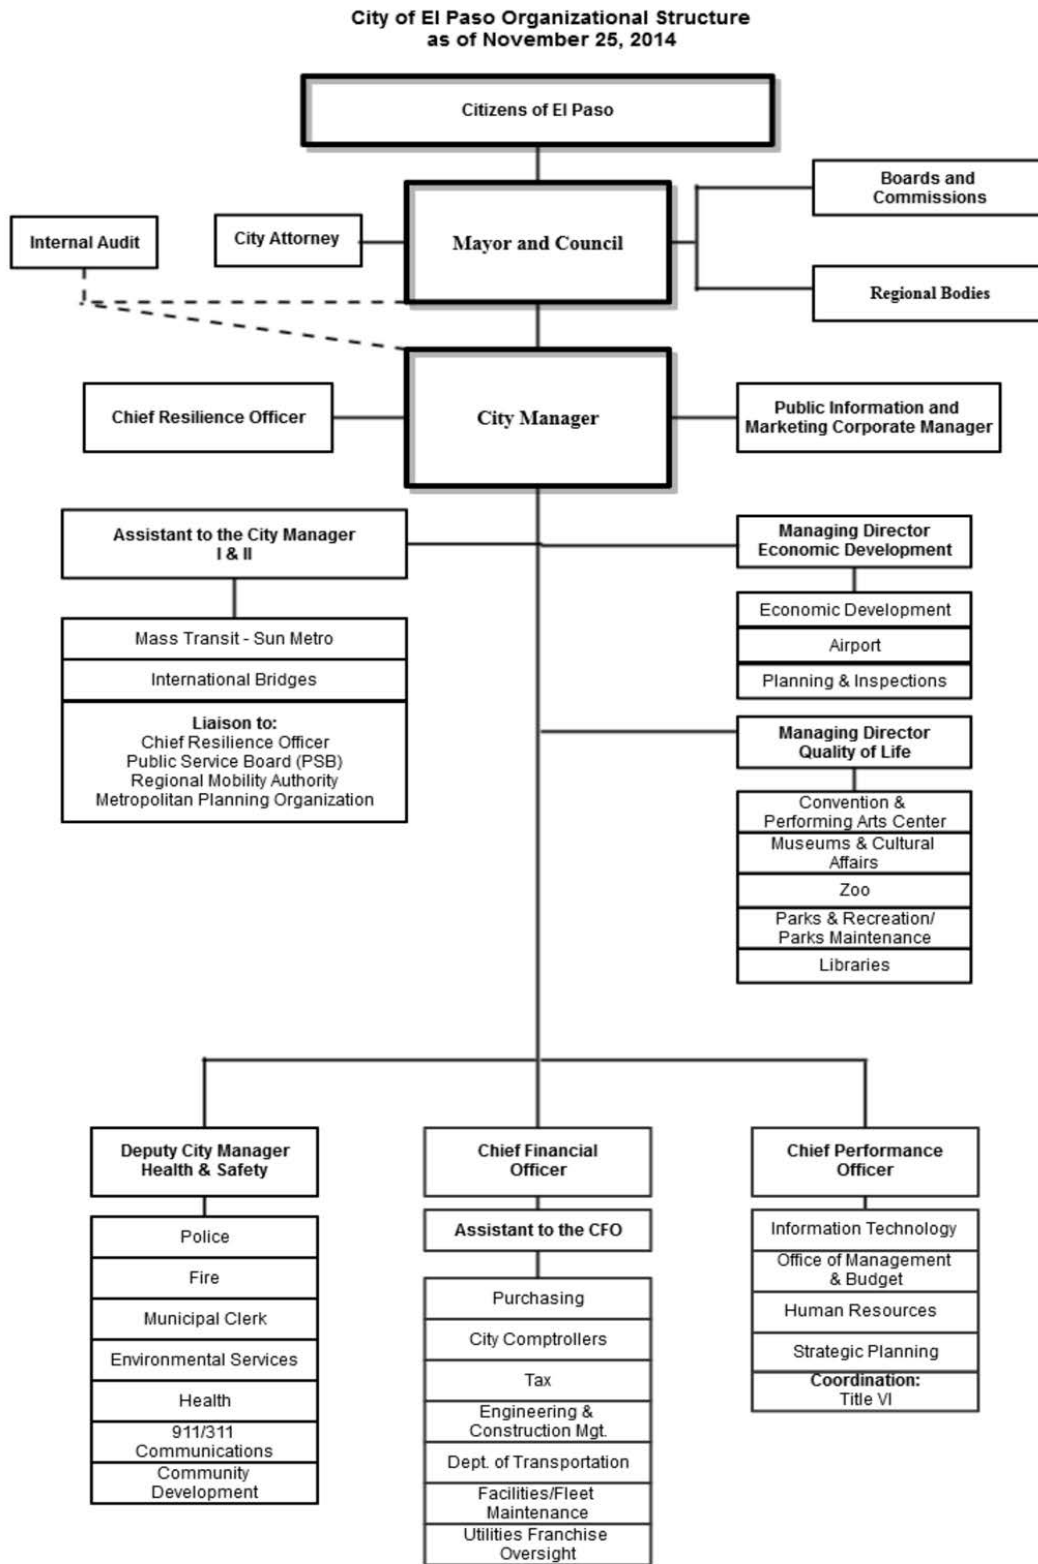 City of El Paso Organizational Structure
as of November 25, 2014
Citizens of El Paso
Boards and
Commissions
Internal Audit
City Attorney
Mayor and Council
Regional Bodies
Chief Resilience Officer
City Manager
Public Information and
Marketing Corporate Manager
Assistant to the City Manager
I & II
Mass Transit - Sun Metro
International Bridges
Liaison to:
Chief Resilience Officer
Public Service Board (PSB)
Regional Mobility Authority
Metropolitan Planning Organization
Managing Director
Economic Development
Economic Development
Airport
Planning & Inspections
Managing Director
Quality of Life
Convention &
Performing Arts Center
Museums & Cultural
Affairs
Zoo
Parks & Recreation/
Parks Maintenance
Libraries
Deputy City Manager
Health & Safety
Police
Fire
Municipal Clerk
Environmental Services
Health
911/311
Communications
Community
Development
Chief Financial
Officer
Assistant to the CFO
Purchasing
City Comptrollers
Tax
Engineering &
Construction Mgt.
Dept. of Transportation
Facilities/Fleet
Maintenance
Utilities Franchise
Oversight
Chief Performance
Officer
Information Technology
Office of Management
& Budget
Human Resources
Strategic Planning
Coordination:
Title VI